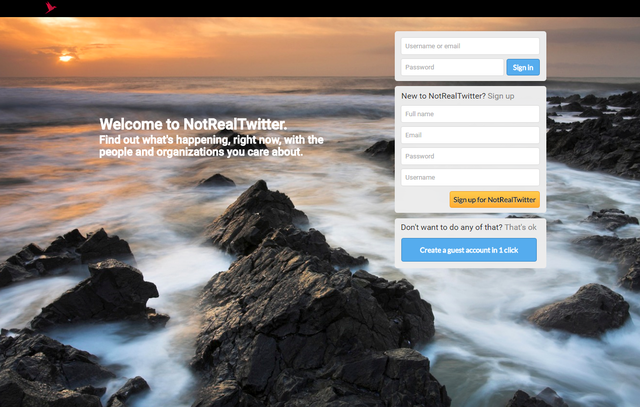 Welcome to NotRealTwitter.
Find out what's happening, right now, with the
people and organizations you care about.
Username or email
Password
Sign in
New to NotRealTwitter? Sign up
Full name
Email
Password
Username
Sign up for NotRealTwitter
Don't want to do any of that? That's ok
Create a guest account in 1 click